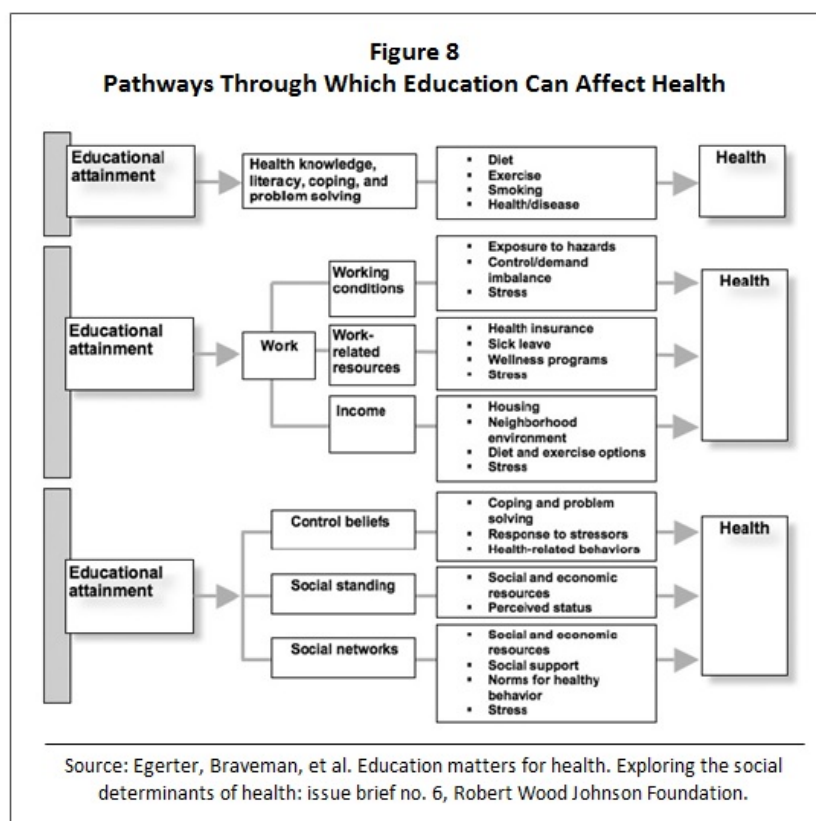 Figure 8
Pathways Through Which Education Can Affect Health
Educational
attainment
Health knowledge,
literacy, coping, and
problem solving
▪ Diet
▪ Exercise
▪ Smoking
▪ Health/disease
Health
Educational
attainment
Work
Working
conditions
▪ Exposure to hazards
▪ Control/demand
imbalance
▪ Stress
Work-
related
resources
▪ Health insurance
▪ Sick leave
▪ Wellness programs
▪ Stress
Income
▪ Housing
▪ Neighborhood
environment
▪ Diet and exercise options
▪ Stress
Health
Educational
attainment
Control beliefs
▪ Coping and problem
solving
▪ Response to stressors
▪ Health-related behaviors
Social standing
▪ Social and economic
resources
▪ Perceived status
Social networks
▪ Social and economic
resources
▪ Social support
▪ Norms for healthy
behavior
▪ Stress
Health
Source: Egerter, Braveman, et al. Education matters for health. Exploring the social
determinants of health: issue brief no. 6, Robert Wood Johnson Foundation.